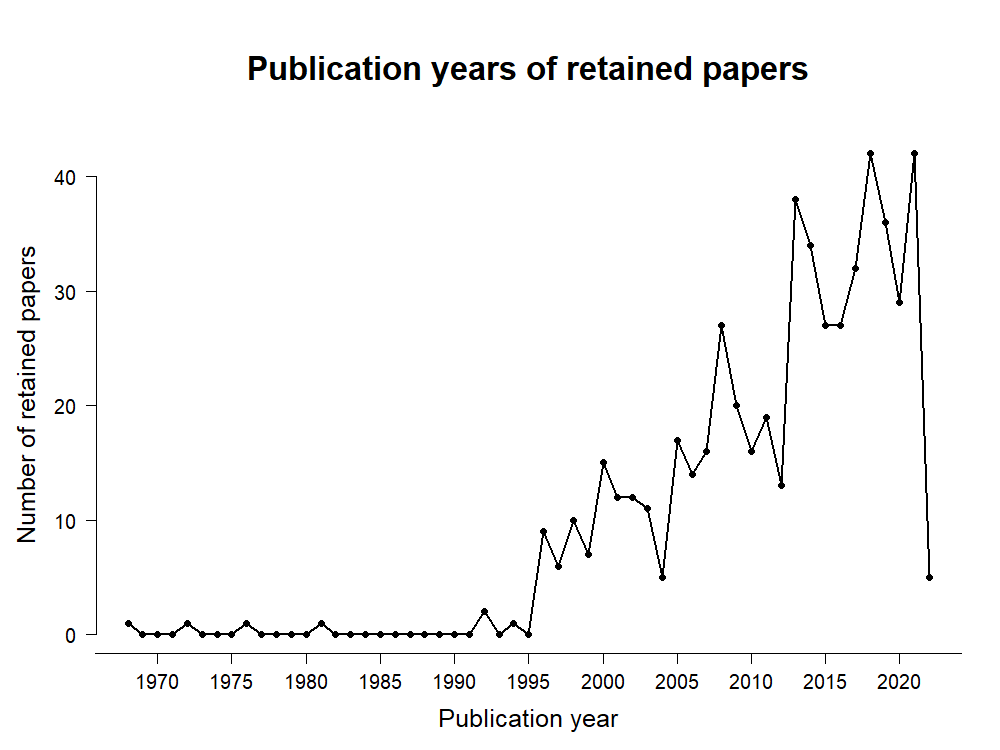 Publication years of retained papers
Number of retained papers
40
30
20
10
0
1970 1975 1980 1985 1990 1995 2000 2005 2010 2015 2020
Publication year